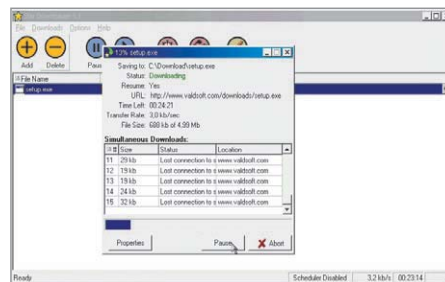 File Downloads Options Help
Add Delete Pau
File Name
setup.exe
13% setup.exe
Saving to: C:\Download\setup.exe
Status: Downloading
Resume: Yes
URL: http://www.valdsoft.com/downloads/setup.exe
Time Left: 00:24:21
Transfer Rate: 3,0 kb/sec
File Size: 688 kb of 4.99 Mb
Simultaneous Downloads:
# Size Status Location
11 29 kb Lost connection to s www.valdsoft.com
12 19 kb Lost connection to s www.valdsoft.com
13 19 kb Lost connection to s www.valdsoft.com
14 24 kb Lost connection to s www.valdsoft.com
15 32 kb Lost connection to s www.valdsoft.com
Properties Pause Abort
Ready Scheduler Disabled 3.2 kb/s 00:23:14